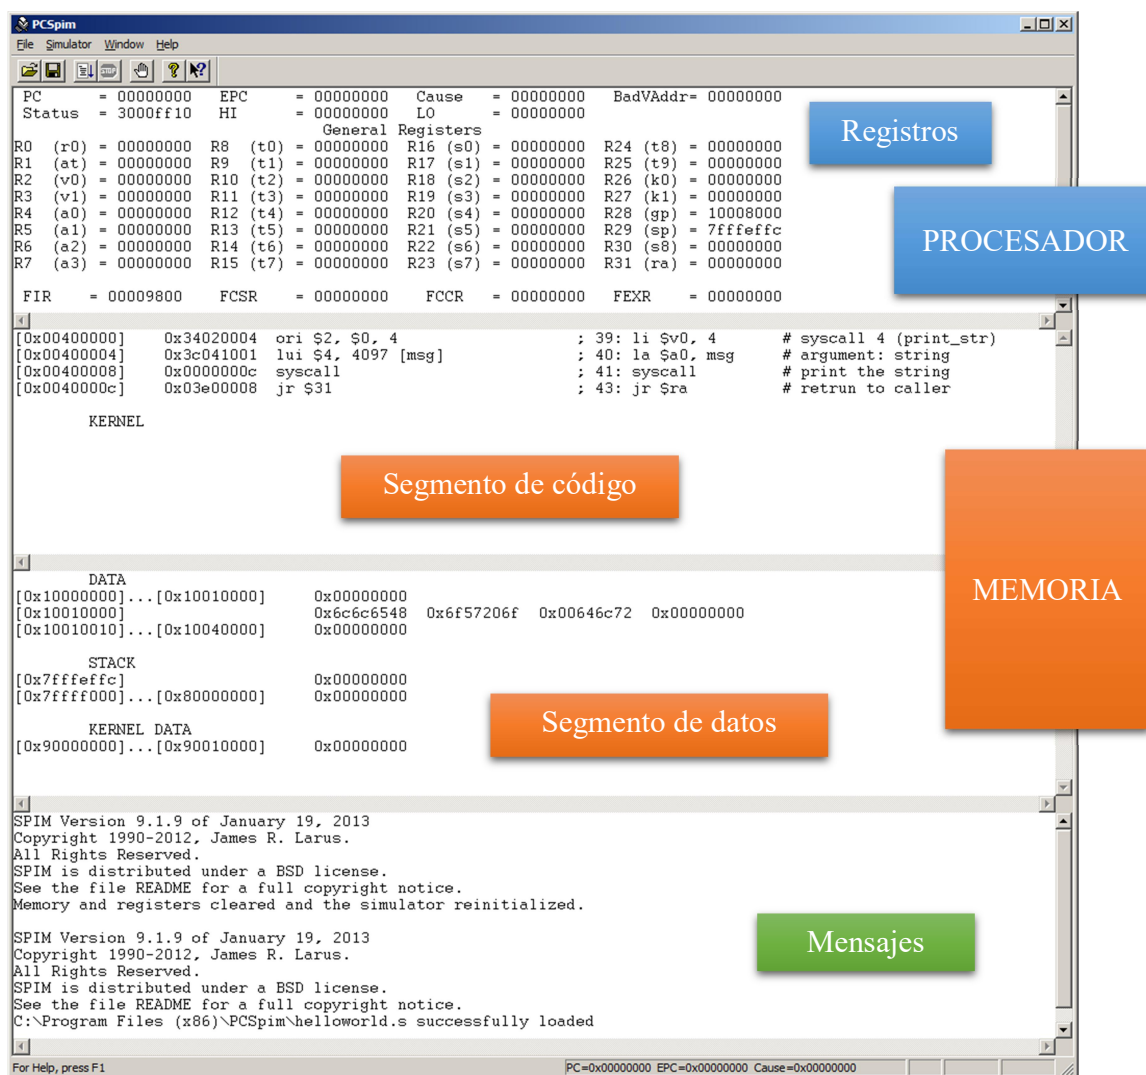 PCSpim
File Simulator Window Help
PC = 00000000 EPC = 00000000 Cause = 00000000 BadVAddr= 00000000
Status = 3000ff10 HI = 00000000 LO = 00000000
General Registers
R0 (r0) = 00000000 R8 (t0) = 00000000 R16 (s0) = 00000000 R24 (t8) = 00000000
R1 (at) = 00000000 R9 (t1) = 00000000 R17 (s1) = 00000000 R25 (t9) = 00000000
R2 (v0) = 00000000 R10 (t2) = 00000000 R18 (s2) = 00000000 R26 (k0) = 00000000
R3 (v1) = 00000000 R11 (t3) = 00000000 R19 (s3) = 00000000 R27 (k1) = 00000000
R4 (a0) = 00000000 R12 (t4) = 00000000 R20 (s4) = 00000000 R28 (gp) = 10008000
R5 (a1) = 00000000 R13 (t5) = 00000000 R21 (s5) = 00000000 R29 (sp) = 7fffeffc
R6 (a2) = 00000000 R14 (t6) = 00000000 R22 (s6) = 00000000 R30 (s8) = 00000000
R7 (a3) = 00000000 R15 (t7) = 00000000 R23 (s7) = 00000000 R31 (ra) = 00000000
FIR = 00009800 FCSR = 00000000 FCCR = 00000000 FEXR = 00000000
Registros
PROCESADOR
[0x00400000] 0x34020004 ori $2, $0, 4 ; 39: li $v0, 4 # syscall 4 (print_str)
[0x00400004] 0x3c041001 lui $4, 4097 [msg] ; 40: la $a0, msg # argument: string
[0x00400008] 0x0000000c syscall ; 41: syscall # print the string
[0x0040000c] 0x03e00008 jr $31 ; 43: jr $ra # retrun to caller
KERNEL
Segmento de código
MEMORIA
DATA
[0x10000000]...[0x10010000] 0x00000000
[0x10010000] 0x6c6c6548 0x6f57206f 0x00646c72 0x00000000
[0x10010010]...[0x10040000] 0x00000000
STACK
[0x7fffeffc] 0x00000000
[0x7ffff000]...[0x80000000] 0x00000000
KERNEL DATA
[0x90000000]...[0x90010000] 0x00000000
Segmento de datos
SPIM Version 9.1.9 of January 19, 2013
Copyright 1990-2012, James R. Larus.
All Rights Reserved.
SPIM is distributed under a BSD license.
See the file README for a full copyright notice.
Memory and registers cleared and the simulator reinitialized.
SPIM Version 9.1.9 of January 19, 2013
Copyright 1990-2012, James R. Larus.
All Rights Reserved.
SPIM is distributed under a BSD license.
See the file README for a full copyright notice.
C:\Program Files (x86)\PCSpim\helloworld.s successfully loaded
Mensajes
For Help, press F1
PC=0x00000000 EPC=0x00000000 Cause=0x00000000